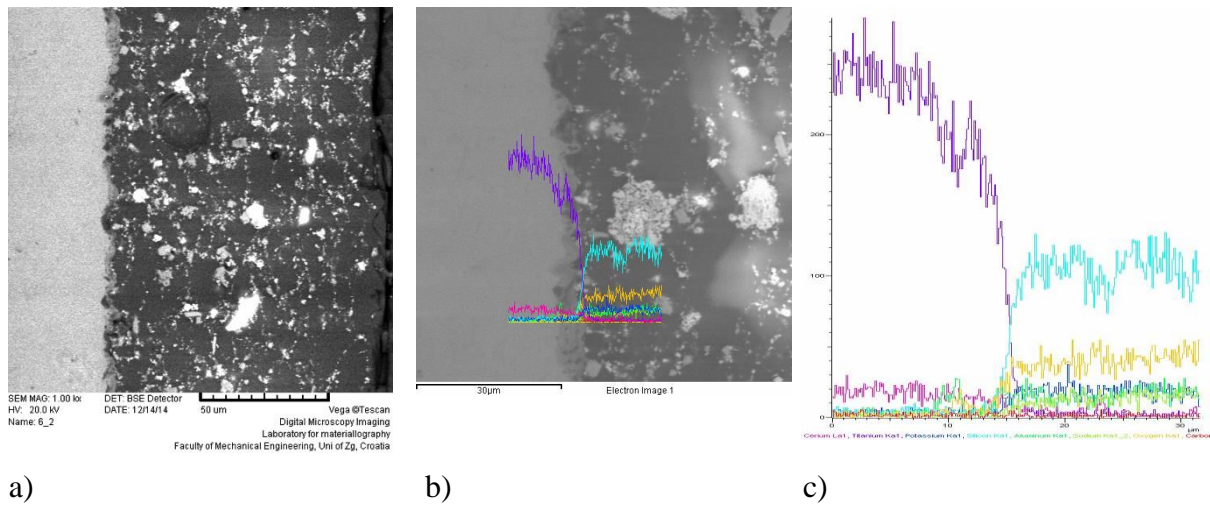 200
100
0
0
10
20
30
µm
Cerium La1, Titanium Ka1, Potassium Ka1, Silicon Ka1, Aluminum Ka1, Sodium Ka1_2, Oxygen Ka1, Carbon
SEM MAG: 1.00 kx DET: BSE Detector
HV: 20.0 kV DATE: 12/14/14 50 um Vega ©Tescan
Name: 6_2 Digital Microscopy Imaging
Laboratory for materiallography
Faculty of Mechanical Engineering, Uni of Zg, Croatia
30µm Electron Image 1
a) b) c)